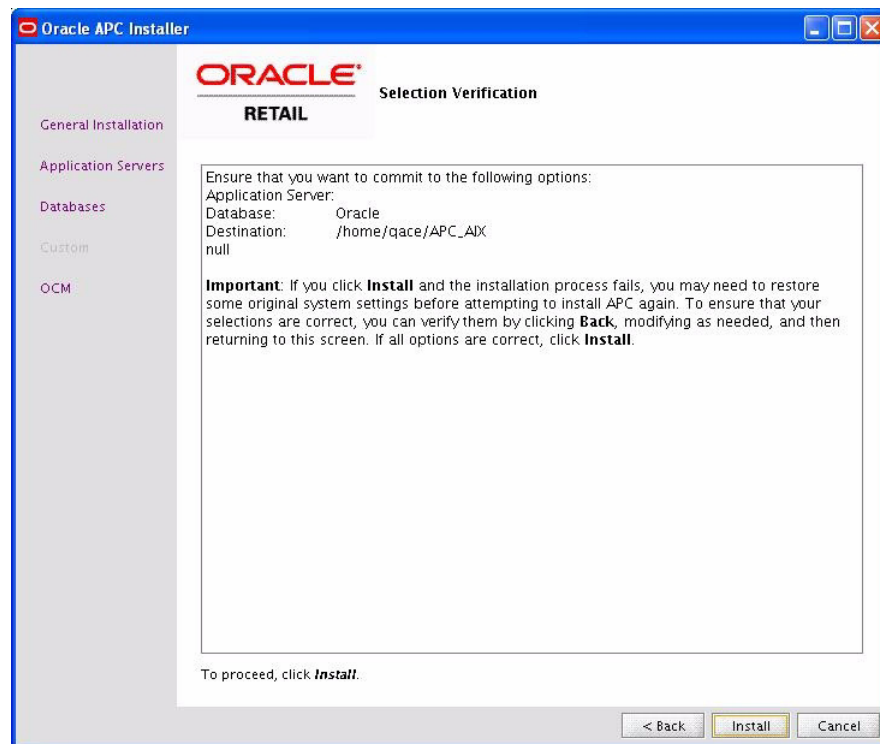 Oracle APC Installer
ORACLE
RETAIL
Selection Verification
General Installation
Application Servers
Databases
Custom
OCM
Ensure that you want to commit to the following options:
Application Server:
Database: Oracle
Destination: /home/qace/APC_AIX
null
Important: If you click Install and the installation process fails, you may need to restore
some original system settings before attempting to install APC again. To ensure that your
selections are correct, you can verify them by clicking Back, modifying as needed, and then
returning to this screen. If all options are correct, click Install.
To proceed, click Install.
< Back Install Cancel